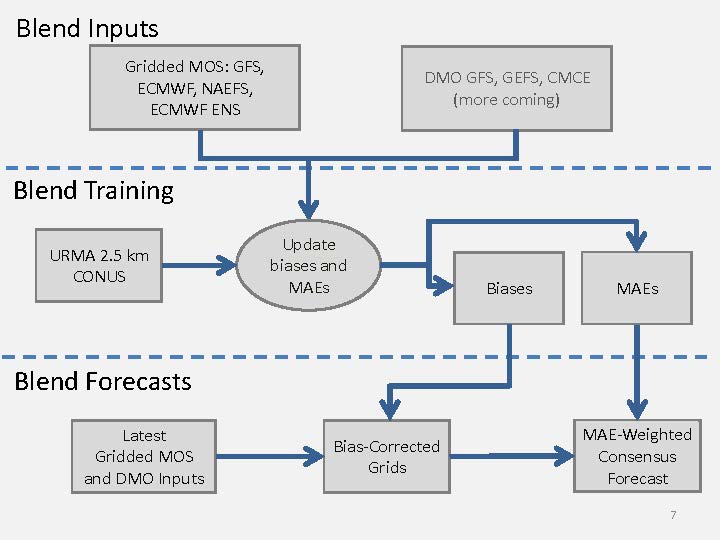 Blend Inputs
Gridded MOS: GFS,
ECMWF, NAEFS,
ECMWF ENS
DMO GFS, GEFS, CMCE
(more coming)
Blend Training
URMA 2.5 km
CONUS
Update
biases and
MAEs
Biases
MAEs
Blend Forecasts
Latest
Gridded MOS
and DMO Inputs
Bias-Corrected
Grids
MAE-Weighted
Consensus
Forecast
7